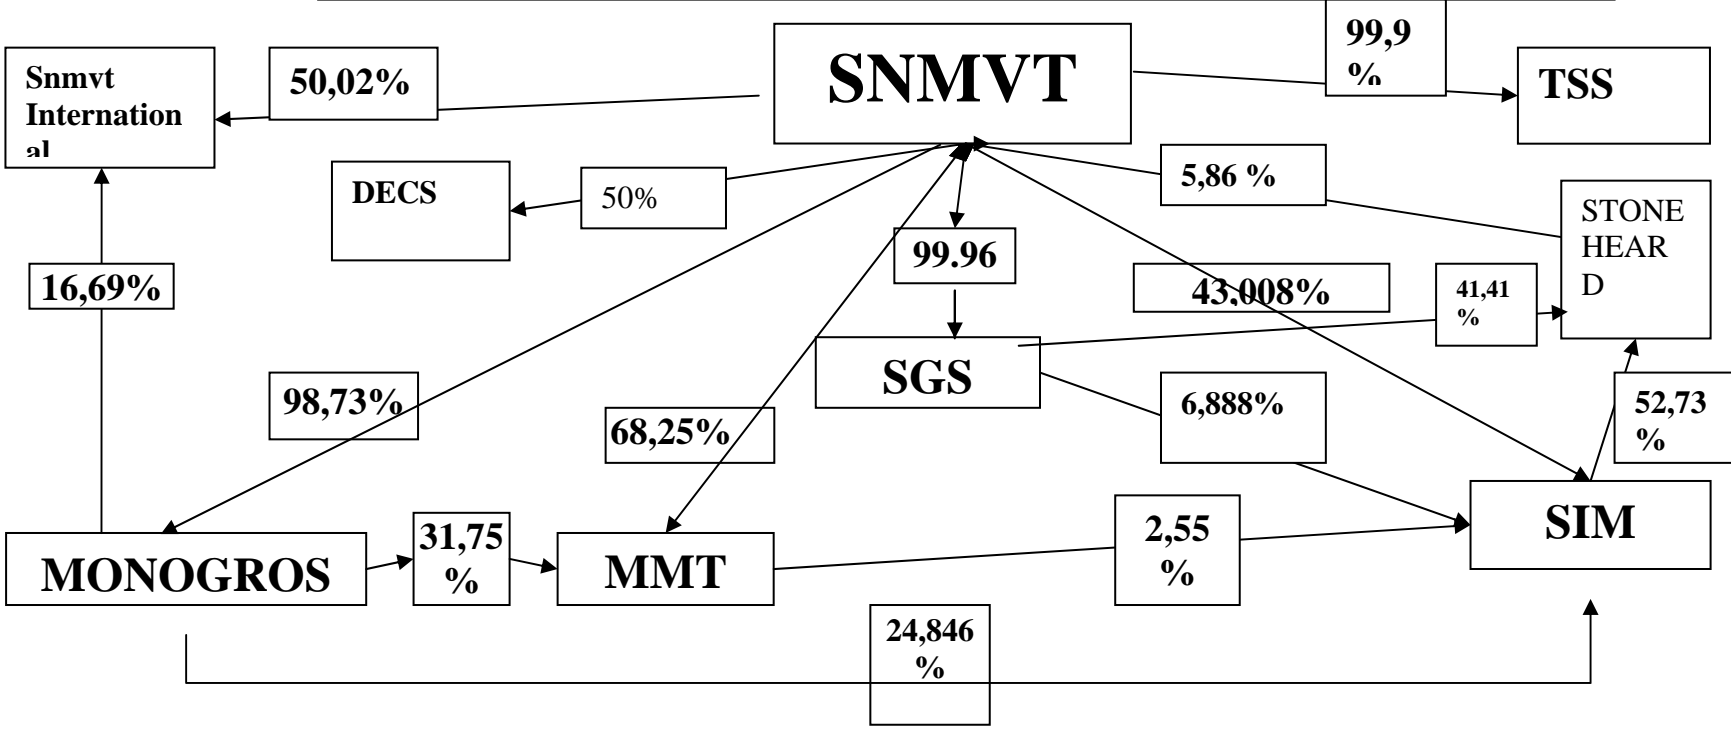 99,9
%
SNMVT
Snmvt
Internation
al
50,02%
TSS
DECS
50%
5,86 %
STONE
HEAR
D
99.96
16,69%
43,008%
41,41
%
SGS
98,73%
68,25%
6,888%
52,73
%
MONOGROS
31,75
%
MMT
2,55
%
SIM
24,846
%